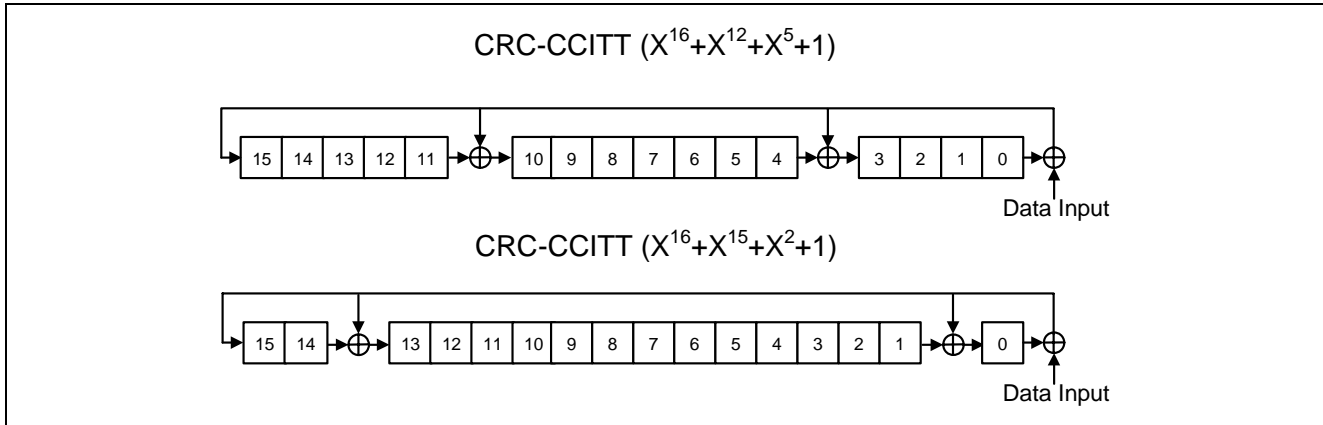 CRC-CCITT (X¹⁶+X¹²+X⁵+1)
15 14 13 12 11 10 9 8 7 6 5 4 3 2 1 0
Data Input
CRC-CCITT (X¹⁶+X¹⁵+X²+1)
15 14 13 12 11 10 9 8 7 6 5 4 3 2 1 0
Data Input